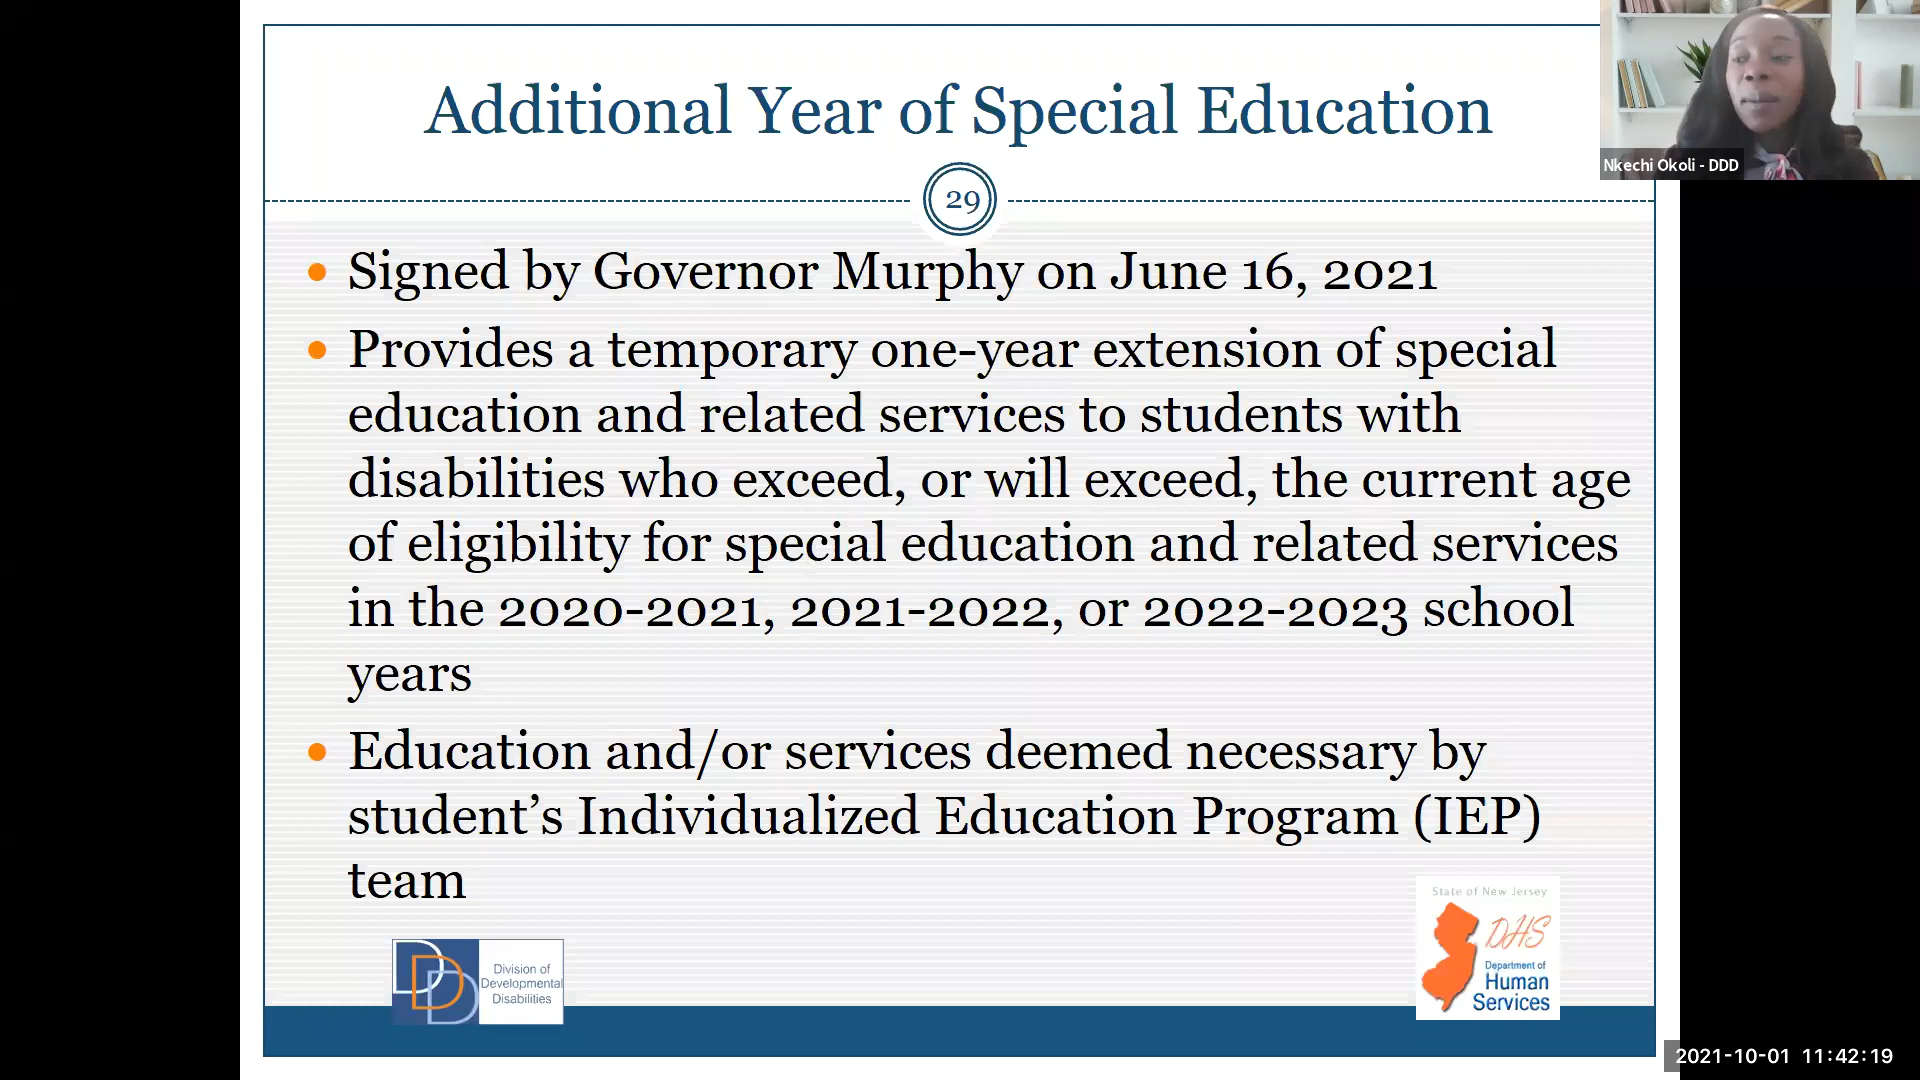 Additional Year of Special Education
29
Nkechi Okoli - DDD
• Signed by Governor Murphy on June 16, 2021
• Provides a temporary one-year extension of special
education and related services to students with
disabilities who exceed, or will exceed, the current age
of eligibility for special education and related services
in the 2020-2021, 2021-2022, or 2022-2023 school
years
• Education and/or services deemed necessary by
student’s Individualized Education Program (IEP)
team
DDD
Division of
Developmental
Disabilities
State of New Jersey
DHS
Department of
Human
Services
2021-10-01 11:42:19